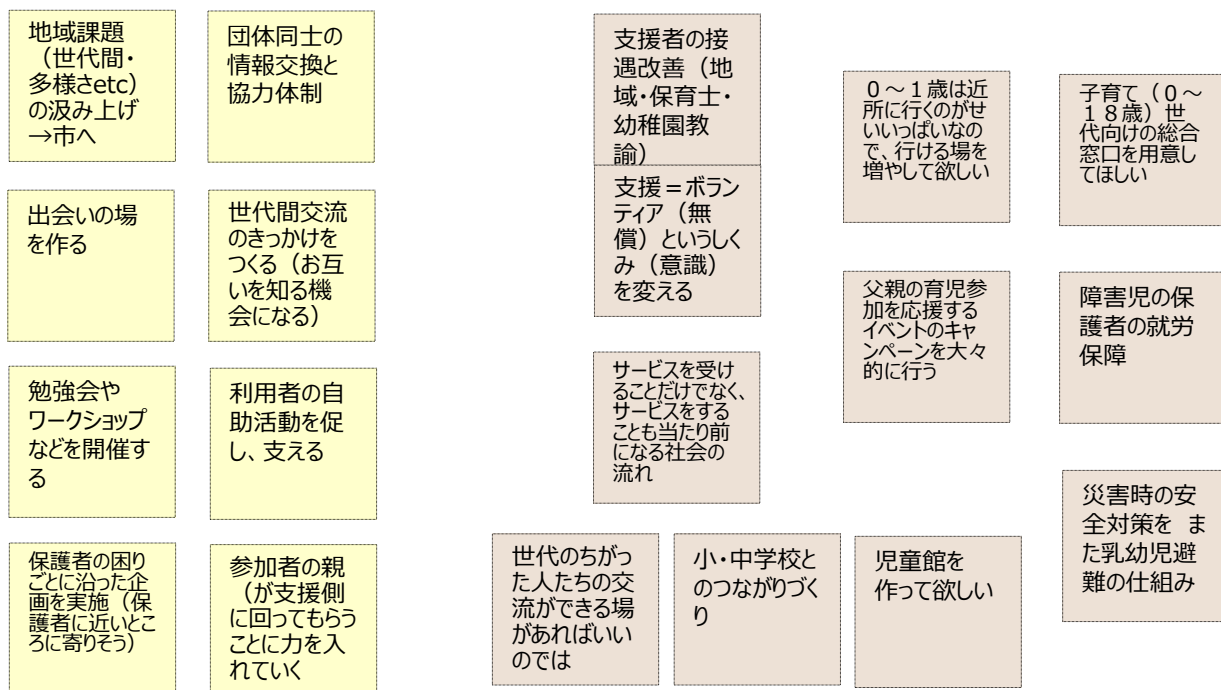 地域課題
（世代間・
多様さetc）
の汲み上げ
→市へ
団体同士の
情報交換と
協力体制
出会いの場
を作る
世代間交流
のきっかけを
つくる（お互
いを知る機
会になる）
勉強会や
ワークショップ
などを開催す
る
利用者の自
助活動を促
し、支える
保護者の困り
ごとに沿った企
画を実施（保
護者に近いとこ
ろに寄りそう）
参加者の親
（が支援側
に回ってもらう
ことに力を入
れていく
支援者の接
遇改善（地
域・保育士・
幼稚園教
諭）
支援＝ボラン
ティア（無
償）というしく
み（意識）
を変える
サービスを受け
ることだけでなく、
サービスをする
ことも当たり前
になる社会の
流れ
０～１歳は近
所に行くのがせ
いいっぱいなの
で、行ける場を
増やして欲しい
子育て（０～
１８歳）世
代向けの総合
窓口を用意し
てほしい
父親の育児参
加を応援する
イベントのキャ
ンペーンを大々
的に行う
障害児の保
護者の就労
保障
災害時の安
全対策を ま
た乳幼児避
難の仕組み
世代のちがっ
た人たちの交
流ができる場
があればいい
のでは
小・中学校と
のつながりづく
り
児童館を
作って欲しい